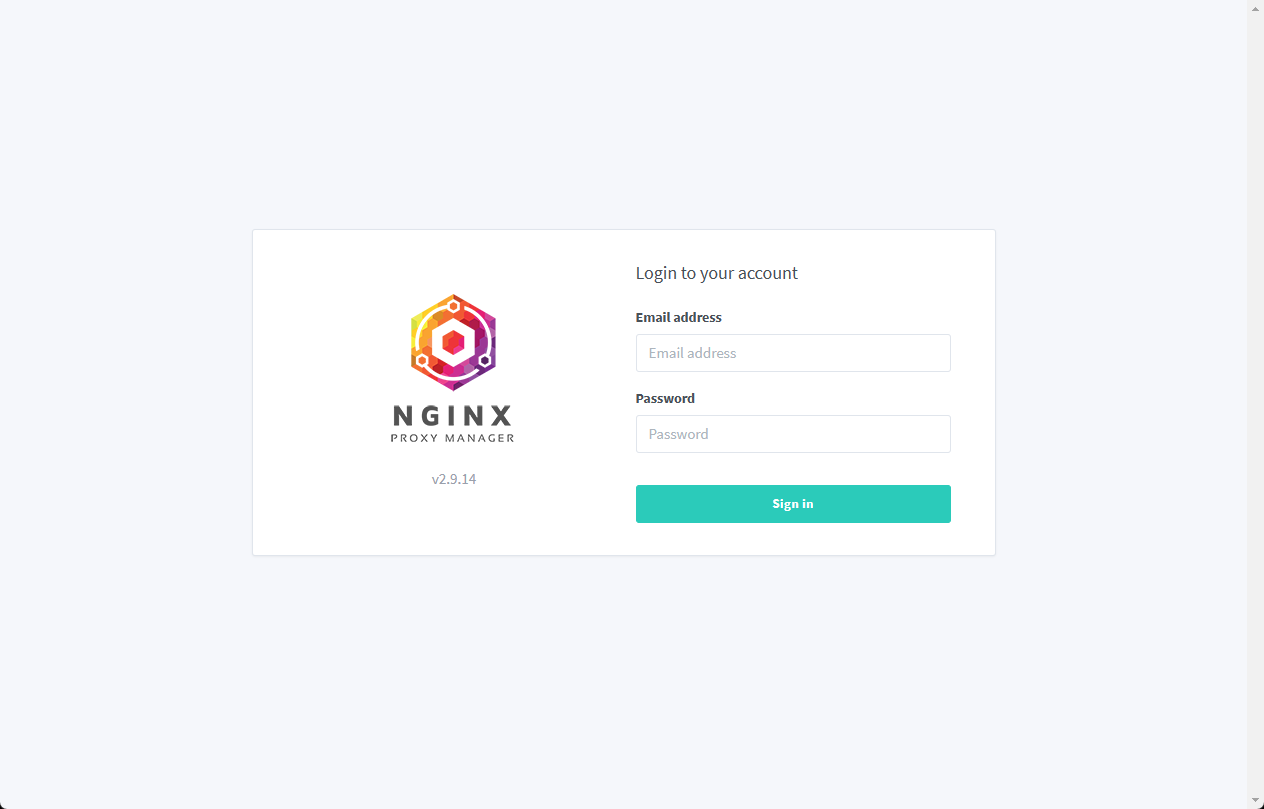 NGINX
PROXY MANAGER
v2.9.14
Login to your account
Email address
Email address
Password
Password
Sign in